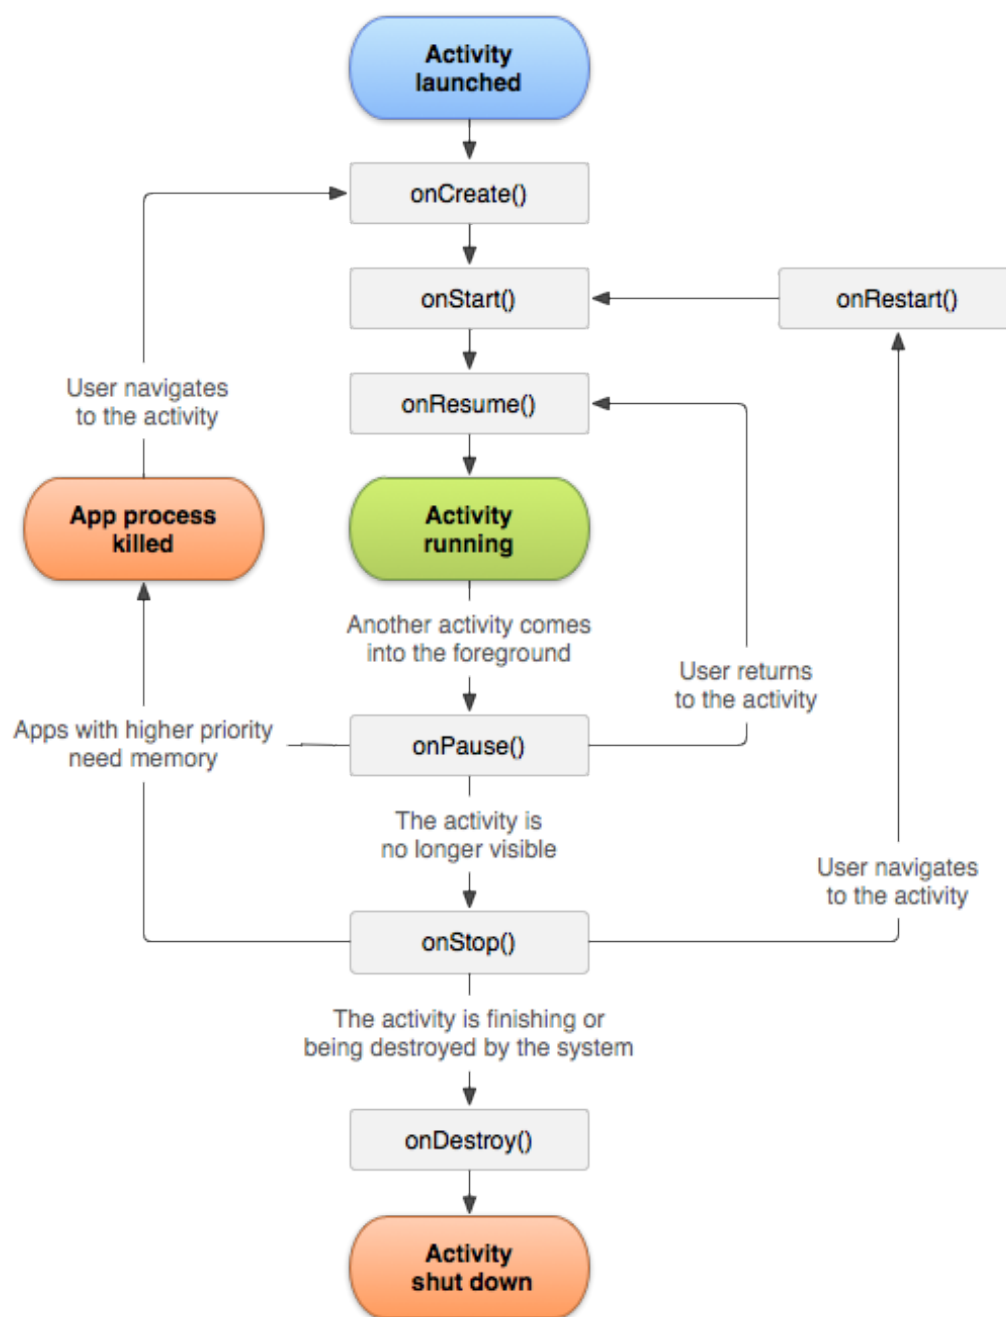 Activity
launched
onCreate()
onStart()
onRestart()
User navigates
to the activity
onResume()
App process
killed
Activity
running
Another activity comes
into the foreground
User returns
to the activity
Apps with higher priority
need memory
onPause()
The activity is
no longer visible
User navigates
to the activity
onStop()
The activity is finishing or
being destroyed by the system
onDestroy()
Activity
shut down